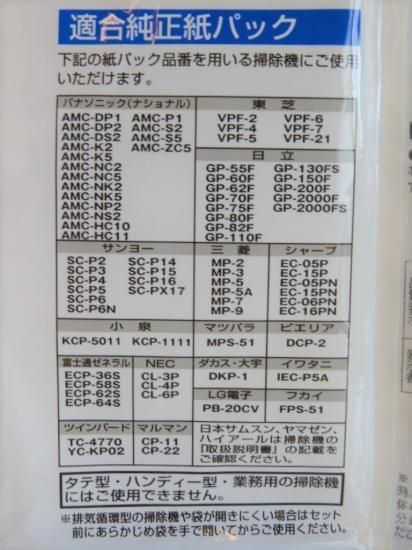 適合純正紙パック
下記の紙パック品番を用いる掃除機にご使用
いただけます。
パナソニック(ナショナル)
AMC-DP1 AMC-P1
AMC-DP2 AMC-S2
AMC-DS2 AMC-S5
AMC-K2 AMC-ZC5
AMC-K5
AMC-NC2
AMC-NC5
AMC-NK2
AMC-NK5
AMC-NP2
AMC-NS2
AMC-HC10
AMC-HC11
東芝
VPF-2 VPF-6
VPF-4 VPF-7
VPF-5 VPF-21
日立
GP-55F GP-130FS
GP-60F GP-150F
GP-62F GP-200F
GP-70F GP-2000F
GP-75F GP-2000FS
GP-80F
GP-82F
GP-110F
サンヨー
SC-P2 SC-P14
SC-P3 SC-P15
SC-P4 SC-P16
SC-P5 SC-PX17
SC-P6
SC-P6N
三菱
MP-2
MP-3
MP-5
MP-5A
MP-7
MP-9
シャープ
EC-05P
EC-15P
EC-05PN
EC-15PN
EC-06PN
EC-16PN
小泉
KCP-5011 KCP-1111
マツバラ
MPS-51
ビエリア
DCP-2
富士通ゼネラル
ECP-36S
ECP-58S
ECP-62S
ECP-64S
NEC
CL-3P
CL-4P
CL-6P
ダカス・大宇
DKP-1
イワタニ
IEC-P5A
LG電子
PB-20CV
フカイ
FPS-51
ツインバード
TC-4770
YC-KP02
マルマン
CP-11
CP-22
日本サムスン、ヤマゼン、
ハイアールは掃除機の
『取扱説明書』の記載を
ご確認ください。
タテ型・ハンディー型・業務用の掃除機
にはご使用できません。
※排気循環型の掃除機や袋が開きにくい場合はセット
前にあらかじめ袋を手で開いてからご使用ください。